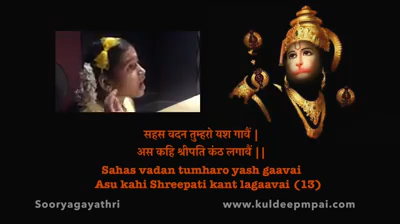 सहस वदन तुम्हरो यश गावैं |
अस कहि श्रीपति कंठ लगावैं ||
Sahas vadan tumharo yash gaavai
Asu kahi Shreepati kant lagaavai (13)
Sooryagayathri
www.kuldeepmpai.com